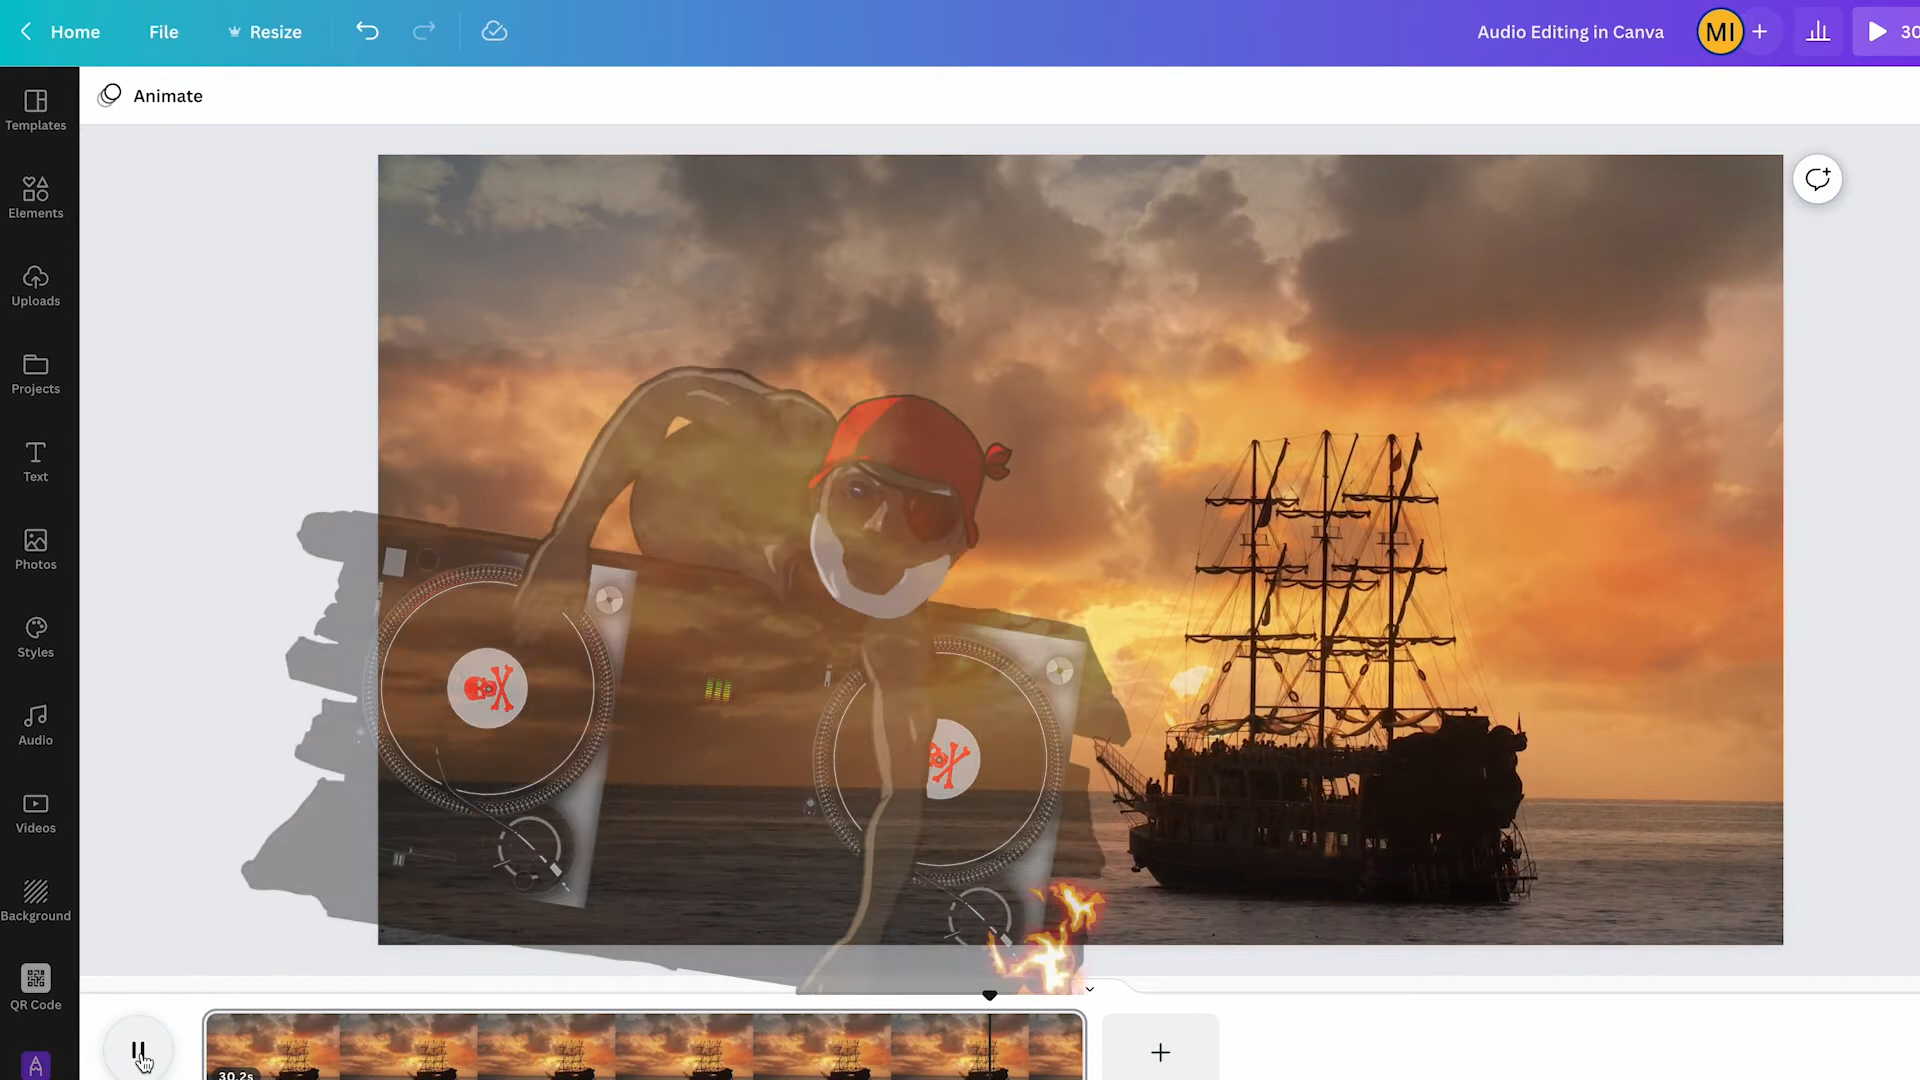 Home
File
Resize
Audio Editing in Canva
MI
30
Animate
Templates
Elements
Uploads
Projects
Text
Photos
Styles
Audio
Videos
Background
QR Code
A
30.2s